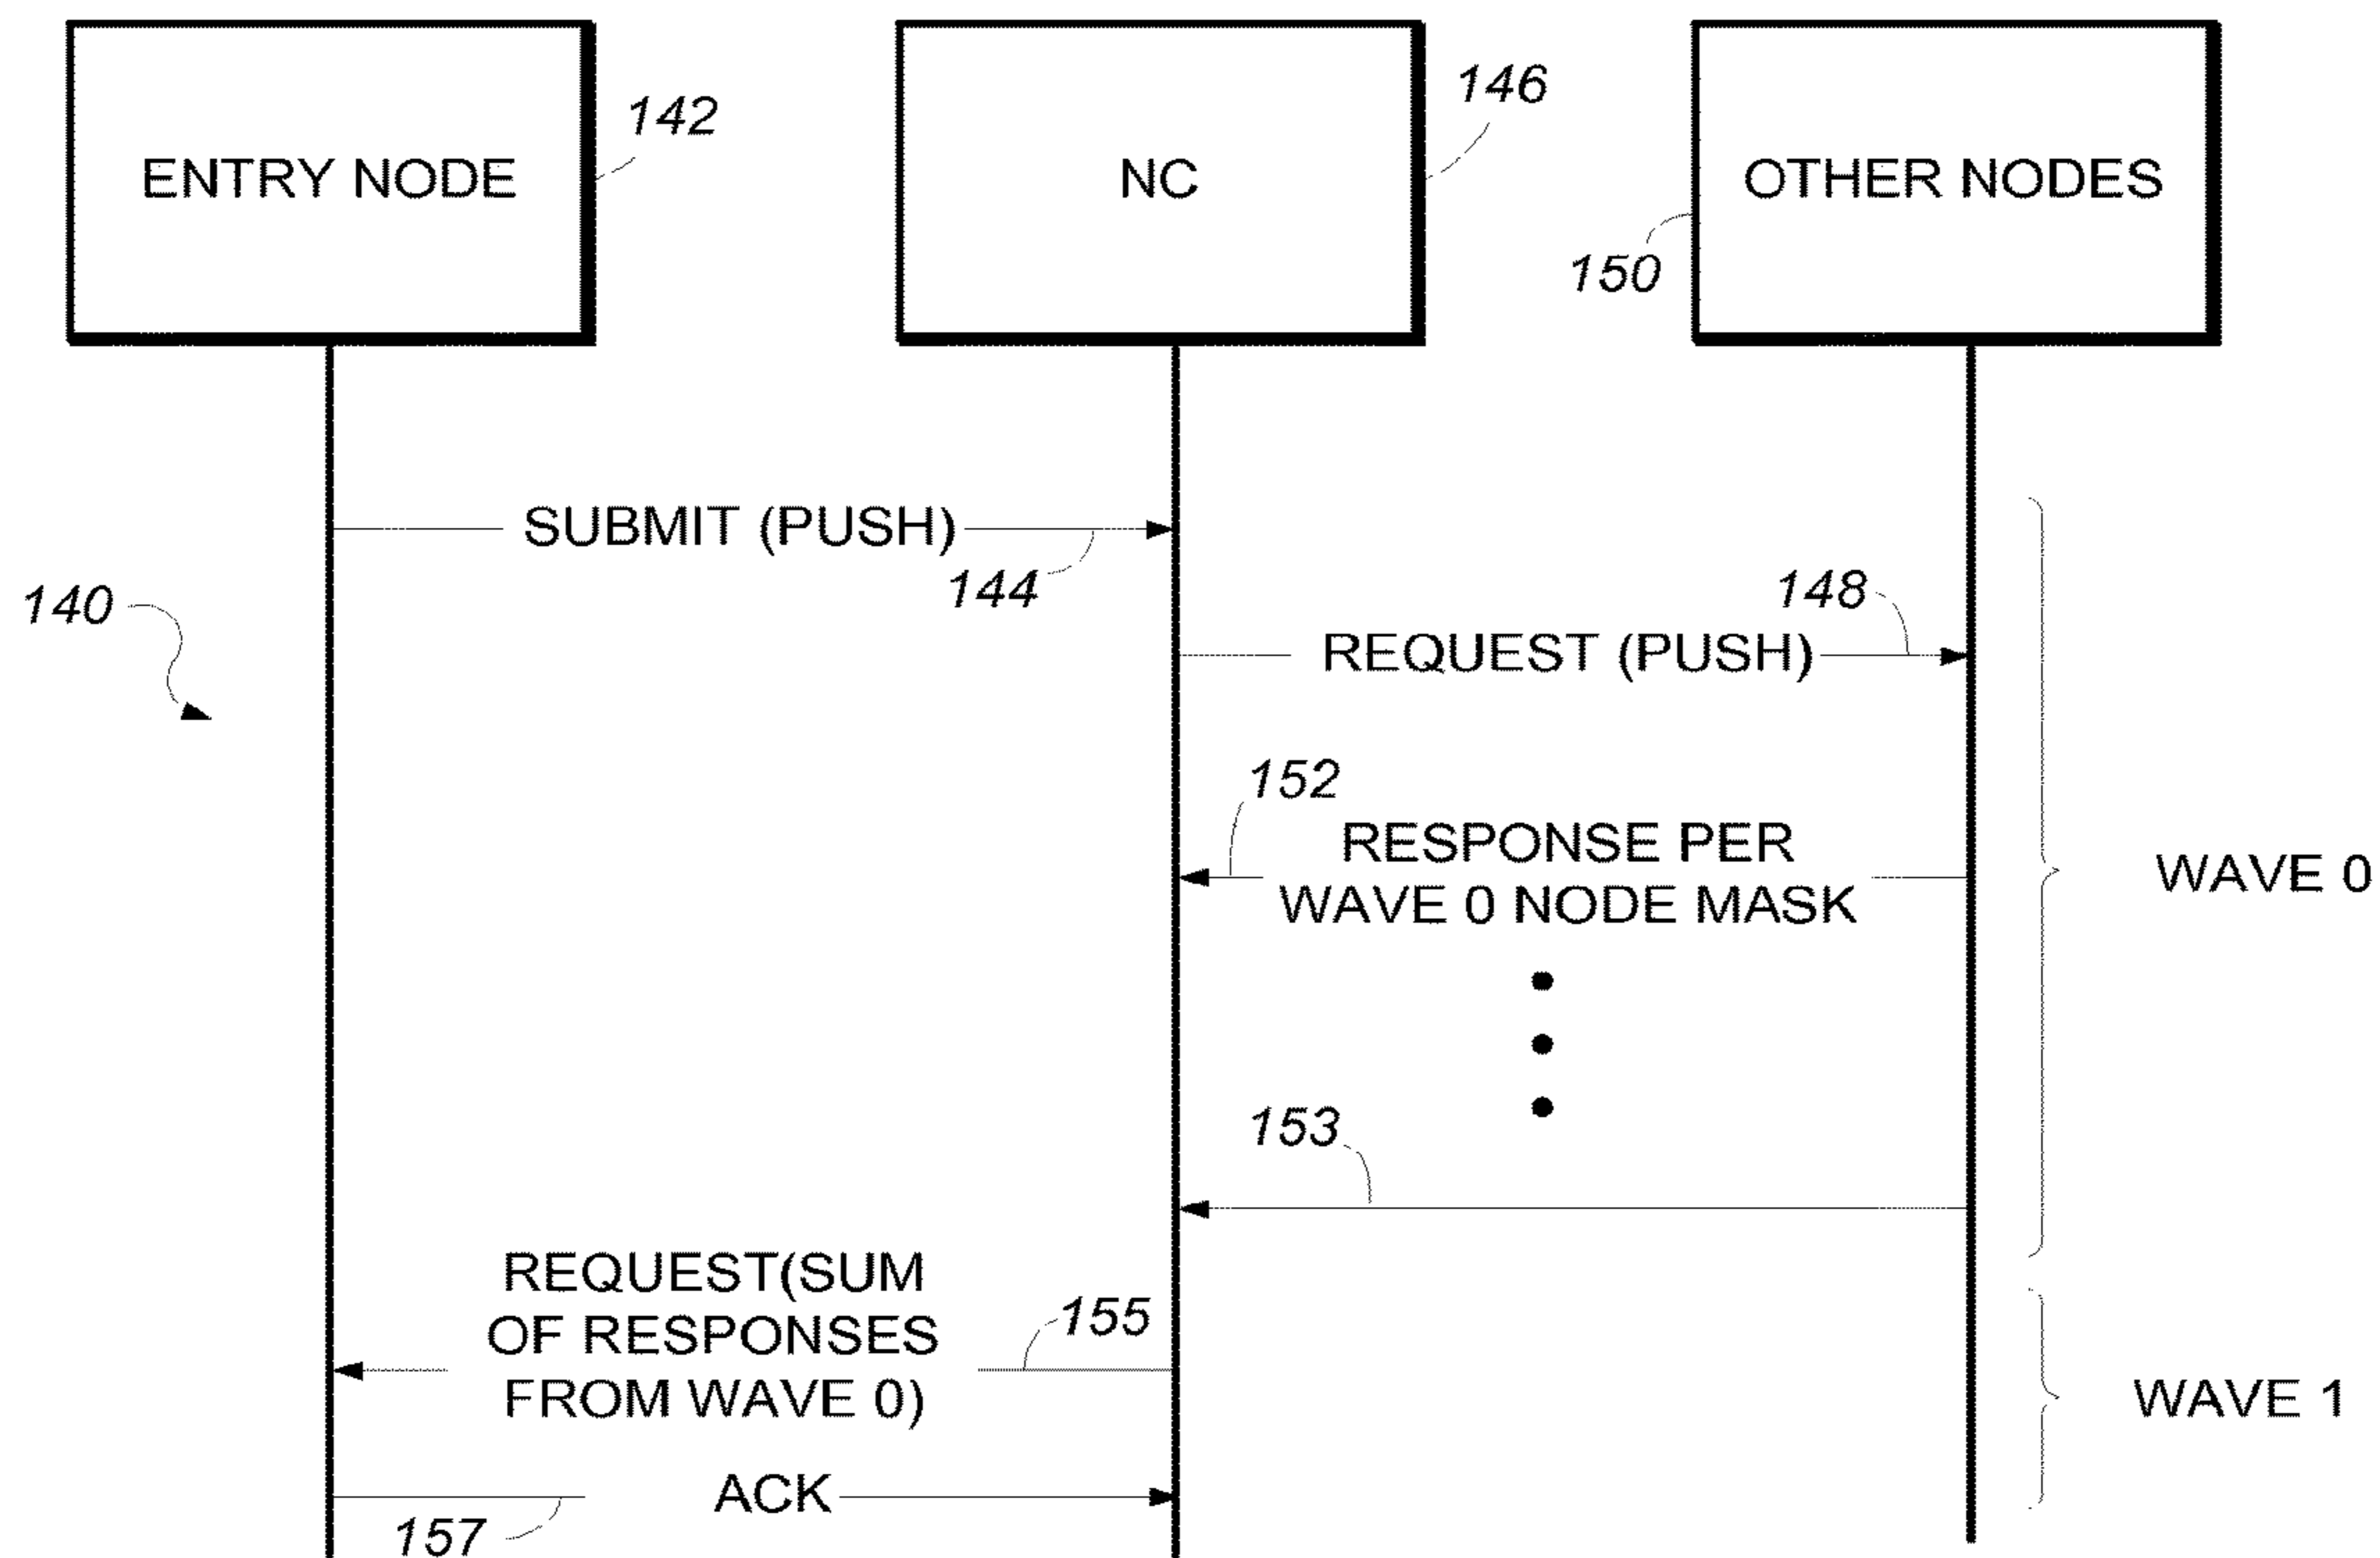 146
142
ENTRY NODE
NC
OTHER NODES
150
SUBMIT (PUSH)
144
148
140
REQUEST (PUSH)
152
RESPONSE PER
WAVE 0 NODE MASK
WAVE 0
153
REQUEST(SUM
OF RESPONSES
FROM WAVE 0)
155
WAVE 1
ACK
157